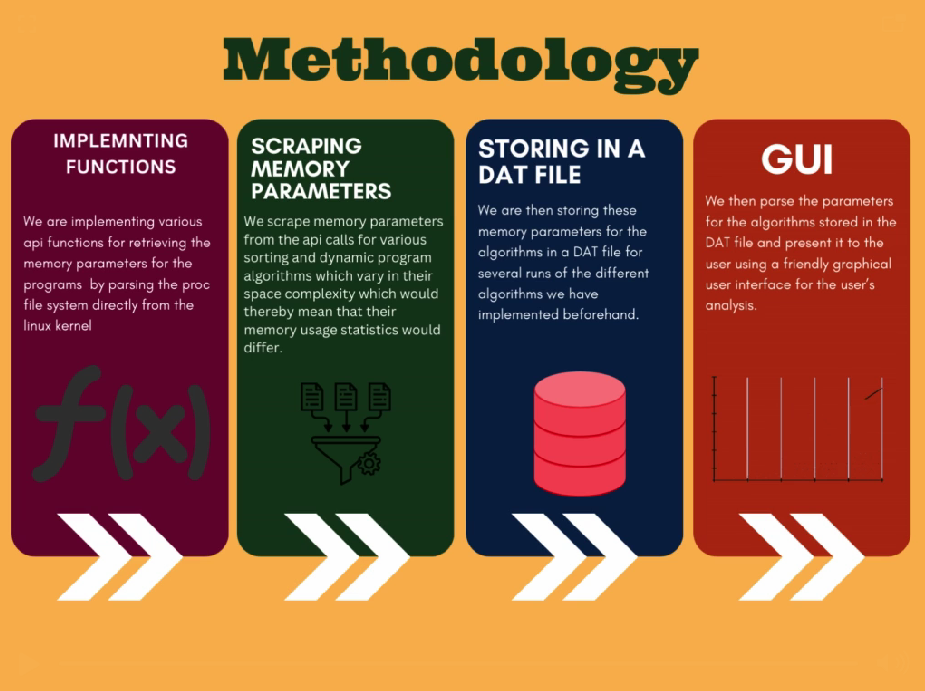 Methodology
IMPLEMNTING
FUNCTIONS
We are implementing various
api functions for retrieving the
memory parameters for the
programs by parsing the proc
file system directly from the
linux kernel
f(x)
SCRAPING
MEMORY
PARAMETERS
We scrape memory parameters
from the api calls for various
sorting and dynamic program
algorithms which vary in their
space complexity which would
thereby mean that their
memory usage statistics would
differ.
STORING IN A
DAT FILE
We are then storing these
memory parameters for the
algorithms in a DAT file for
several runs of the different
algorithms we have
implemented beforehand.
GUI
We then parse the parameters
for the algorithms stored in the
DAT file and present it to the
user using a friendly graphical
user interface for the user's
analysis.